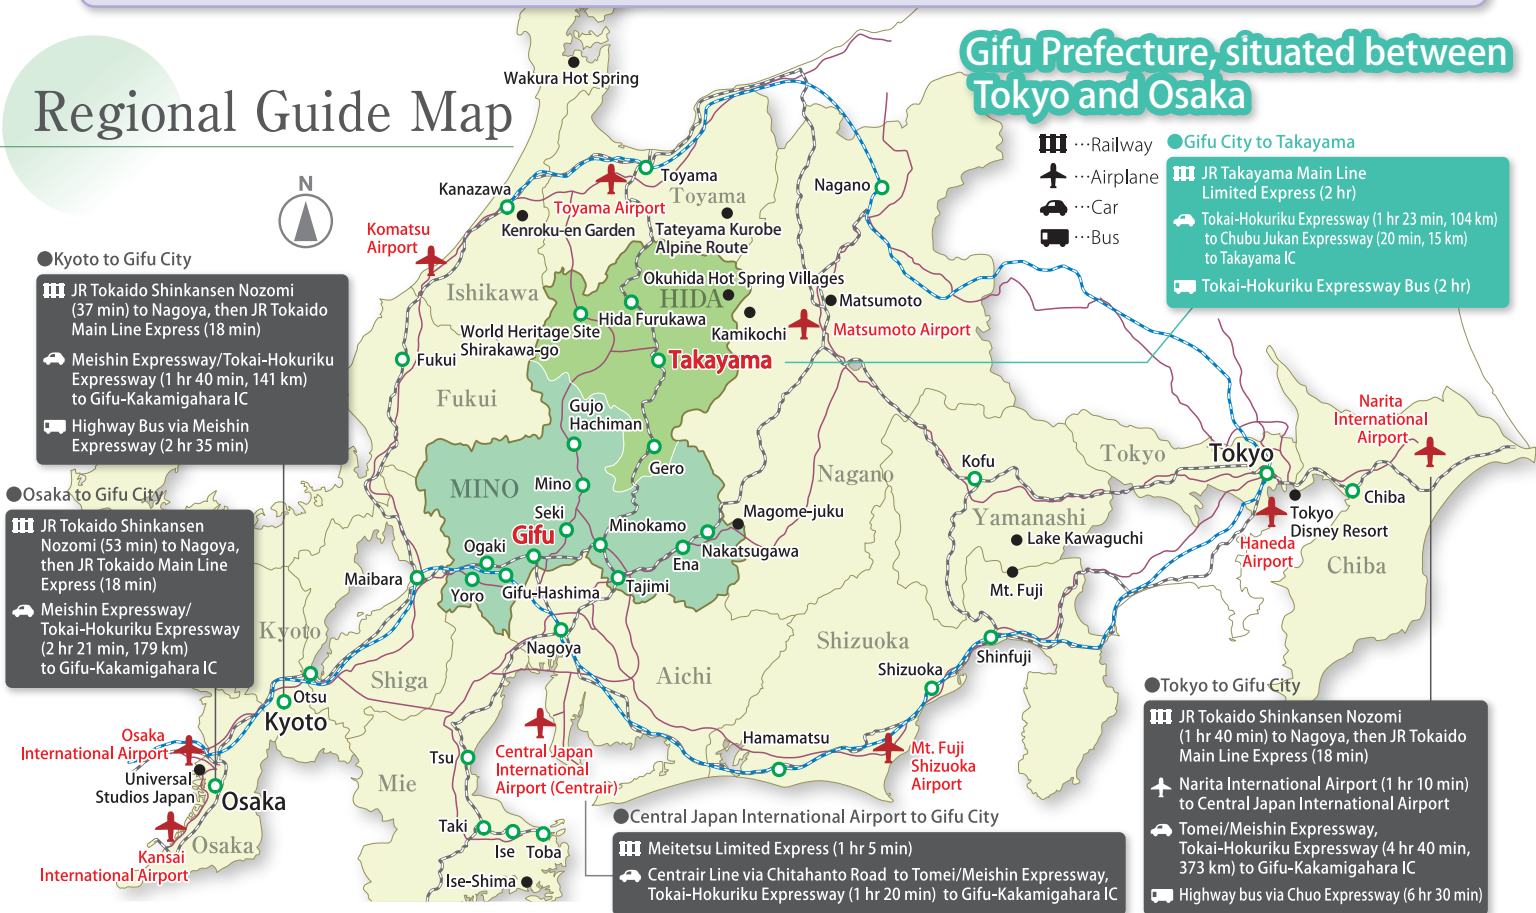 Regional Guide Map
Gifu Prefecture, situated between
Tokyo and Osaka
…Railway
…Airplane
…Car
…Bus
●Gifu City to Takayama
JR Takayama Main Line
Limited Express (2 hr)
Tokai-Hokuriku Expressway (1 hr 23 min, 104 km)
to Chubu Jukan Expressway (20 min, 15 km)
to Takayama IC
Tokai-Hokuriku Expressway Bus (2 hr)
N
●Kyoto to Gifu City
JR Tokaido Shinkansen Nozomi
(37 min) to Nagoya, then JR Tokaido
Main Line Express (18 min)
Meishin Expressway/Tokai-Hokuriku
Expressway (1 hr 40 min, 141 km)
to Gifu-Kakamigahara IC
Highway Bus via Meishin
Expressway (2 hr 35 min)
●Osaka to Gifu City
JR Tokaido Shinkansen
Nozomi (53 min) to Nagoya,
then JR Tokaido Main Line
Express (18 min)
Meishin Expressway/
Tokai-Hokuriku Expressway
(2 hr 21 min, 179 km)
to Gifu-Kakamigahara IC
Wakura Hot Spring
Kanazawa
Toyama
Toyama
Toyama Airport
Nagano
Komatsu
Airport
Kenroku-en Garden
Tateyama Kurobe
Alpine Route
Ishikawa
Okuhida Hot Spring Villages
HIDA
Hida Furukawa
Matsumoto
World Heritage Site
Shirakawa-go
Kamikochi
Matsumoto Airport
Fukui
Takayama
Fukui
Gujo
Hachiman
Gero
Nagano
Kofu
Tokyo
Tokyo
Narita
International
Airport
MINO
Mino
Seki
Minokamo
Magome-juku
Yamanashi
Lake Kawaguchi
Chiba
Tokyo
Disney Resort
Haneda
Airport
Chiba
Gifu
Ogaki
Nakatsugawa
Ena
Maibara
Yoro
Gifu-Hashima
Tajimi
Mt. Fuji
Kyoto
Nagoya
Shizuoka
Shinfuji
Shiga
Aichi
Shizuoka
Otsu
Kyoto
Osaka
International Airport
Universal
Studios Japan
Osaka
Kansai
International Airport
Osaka
Tsu
Mie
Central Japan
International
Airport (Centrair)
Hamamatsu
Mt. Fuji
Shizuoka
Airport
Taki
Ise
Toba
Ise-Shima
●Central Japan International Airport to Gifu City
Meitetsu Limited Express (1 hr 5 min)
Centrair Line via Chitahanto Road to Tomei/Meishin Expressway,
Tokai-Hokuriku Expressway (1 hr 20 min) to Gifu-Kakamigahara IC
●Tokyo to Gifu City
JR Tokaido Shinkansen Nozomi
(1 hr 40 min) to Nagoya, then JR Tokaido
Main Line Express (18 min)
Narita International Airport (1 hr 10 min)
to Central Japan International Airport
Tomei/Meishin Expressway,
Tokai-Hokuriku Expressway (4 hr 40 min,
373 km) to Gifu-Kakamigahara IC
Highway bus via Chuo Expressway (6 hr 30 min)